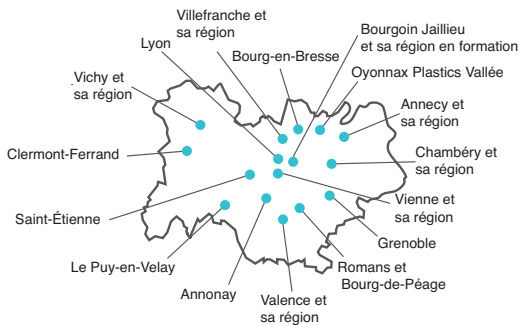 Villefranche et
sa région
Bourgoin Jaillieu
et sa région en formation
Lyon
Bourg-en-Bresse
Oyonnax Plastics Vallée
Vichy et
sa région
Annecy et
sa région
Clermont-Ferrand
Chambéry et
sa région
Vienne et
sa région
Saint-Étienne
Grenoble
Le Puy-en-Velay
Romans et
Bourg-de-Péage
Annonay
Valence et
sa région